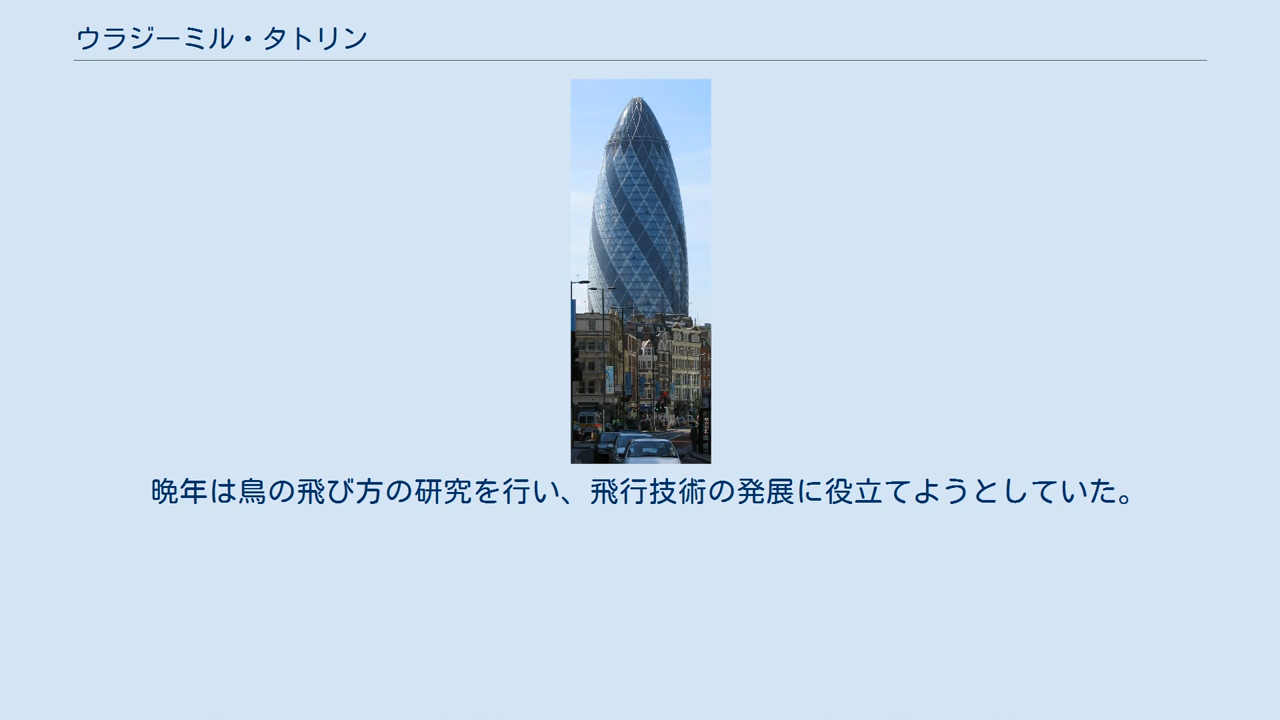 ウラジーミル・タトリン
晩年は鳥の飛び方の研究を行い、飛行技術の発展に役立てようとしていた。